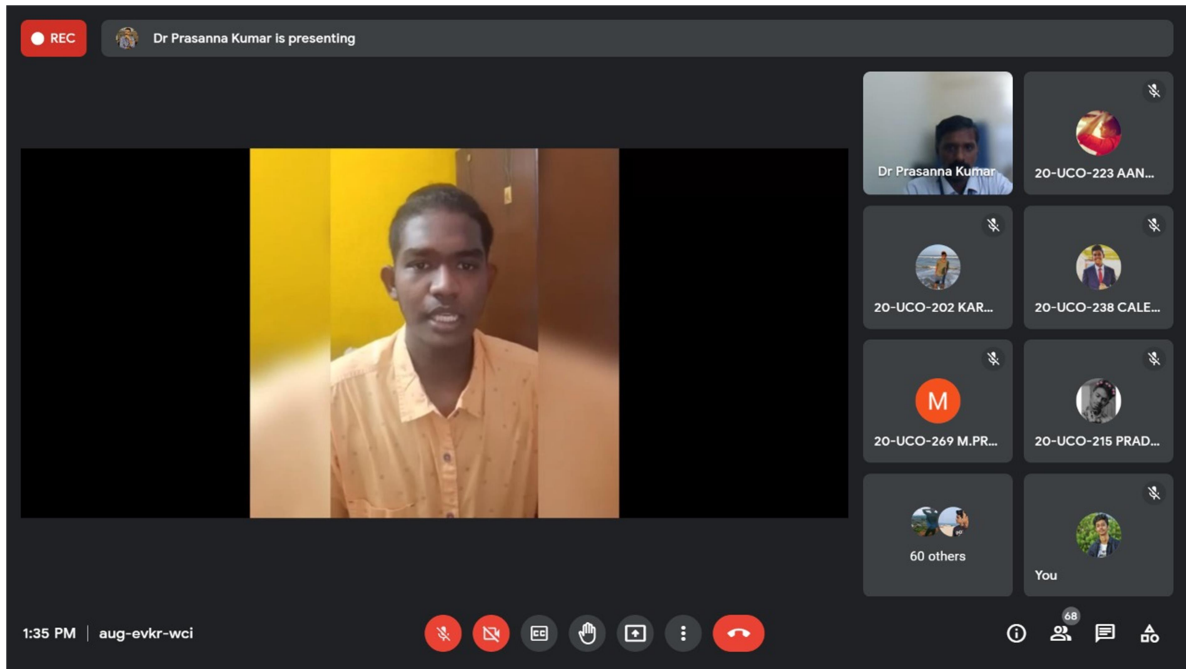 REC
Dr Prasanna Kumar is presenting
Dr Prasanna Kumar
20-UCO-223 AAN...
20-UCO-202 KAR...
20-UCO-238 CALE...
M
20-UCO-269 M.PR...
20-UCO-215 PRAD...
60 others
You
1:35 PM | aug-evkr-wci
CC
68